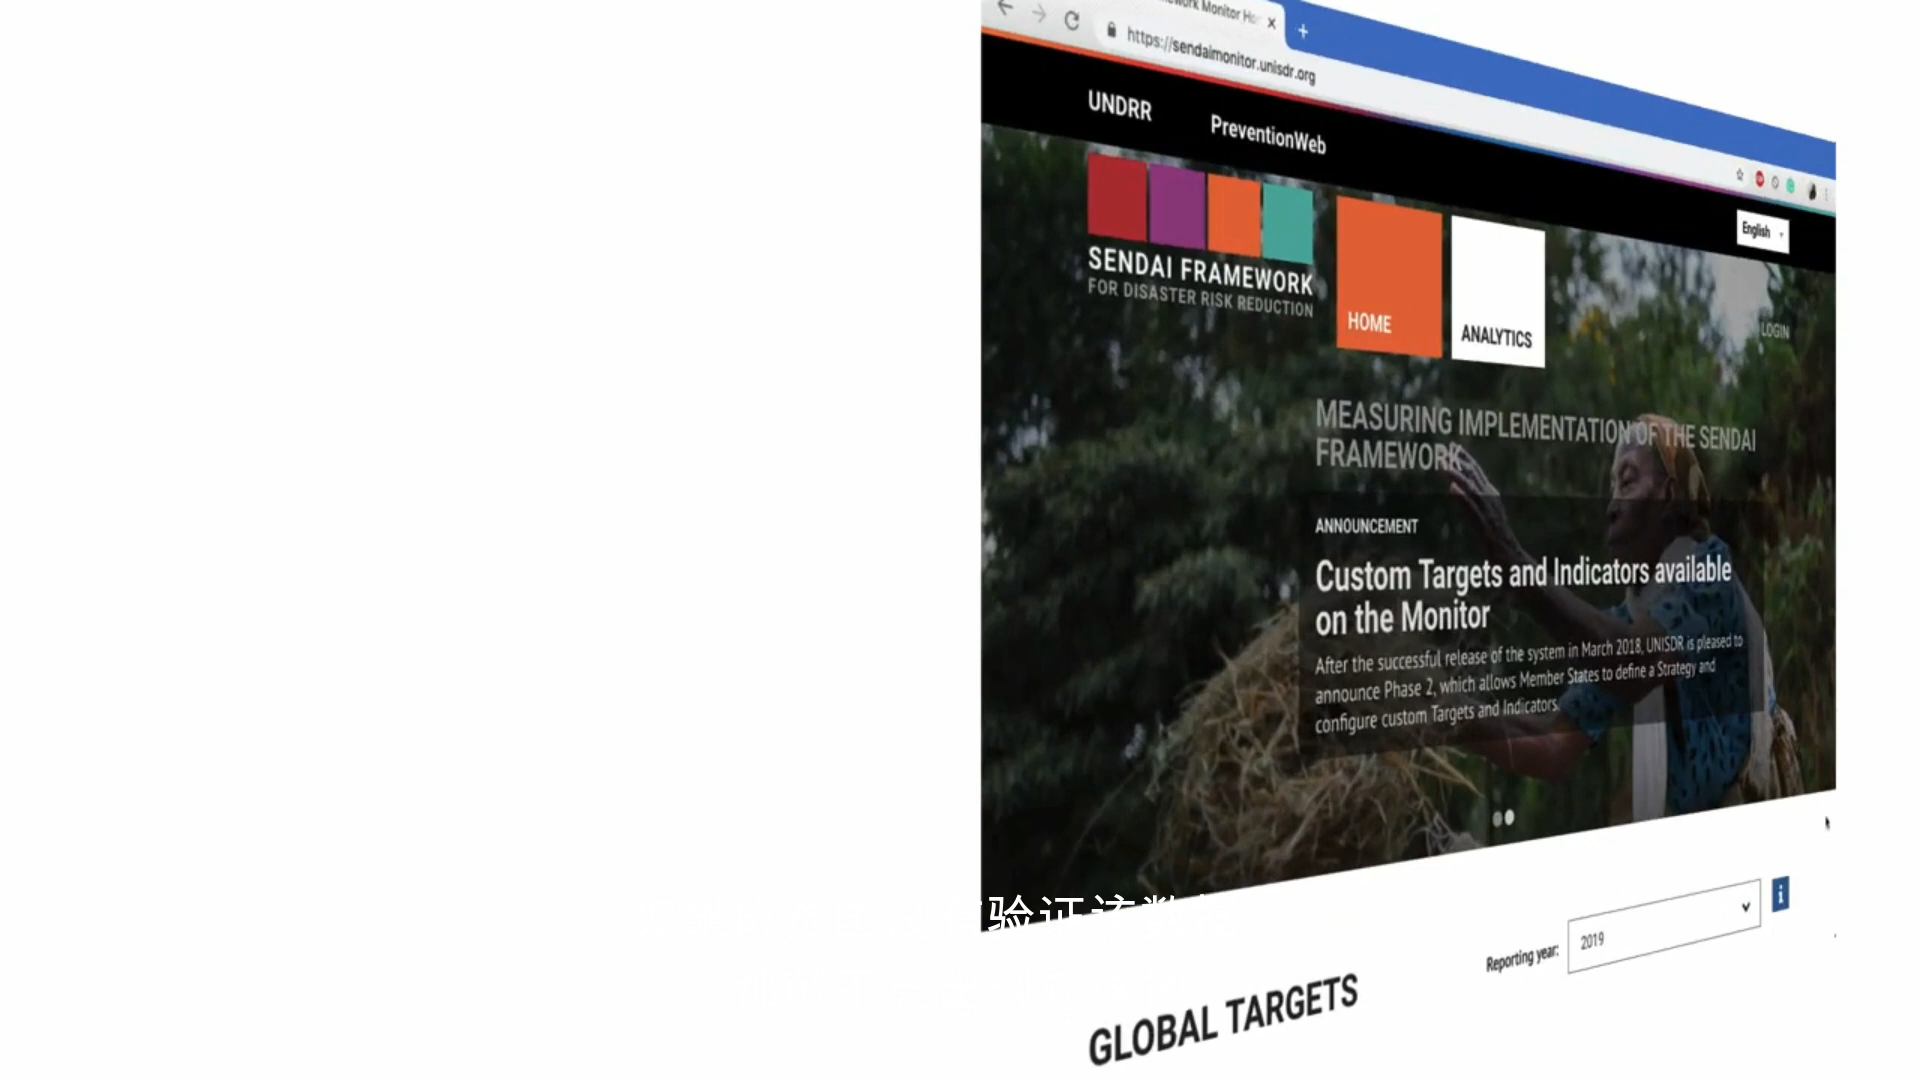 https://sendaimonitor.unisdr.org
UNDRR
PreventionWeb
English
SENDAI FRAMEWORK
FOR DISASTER RISK REDUCTION
HOME
ANALYTICS
LOGIN
MEASURING IMPLEMENTATION OF THE SENDAI
FRAMEWORK
ANNOUNCEMENT
Custom Targets and Indicators available
on the Monitor
After the successful release of the system in March 2018, UNISDR is pleased to
announce Phase 2, which allows Member States to define a Strategy and
configure custom Targets and Indicators.
验证该数
Reporting year:
2019
GLOBAL TARGETS